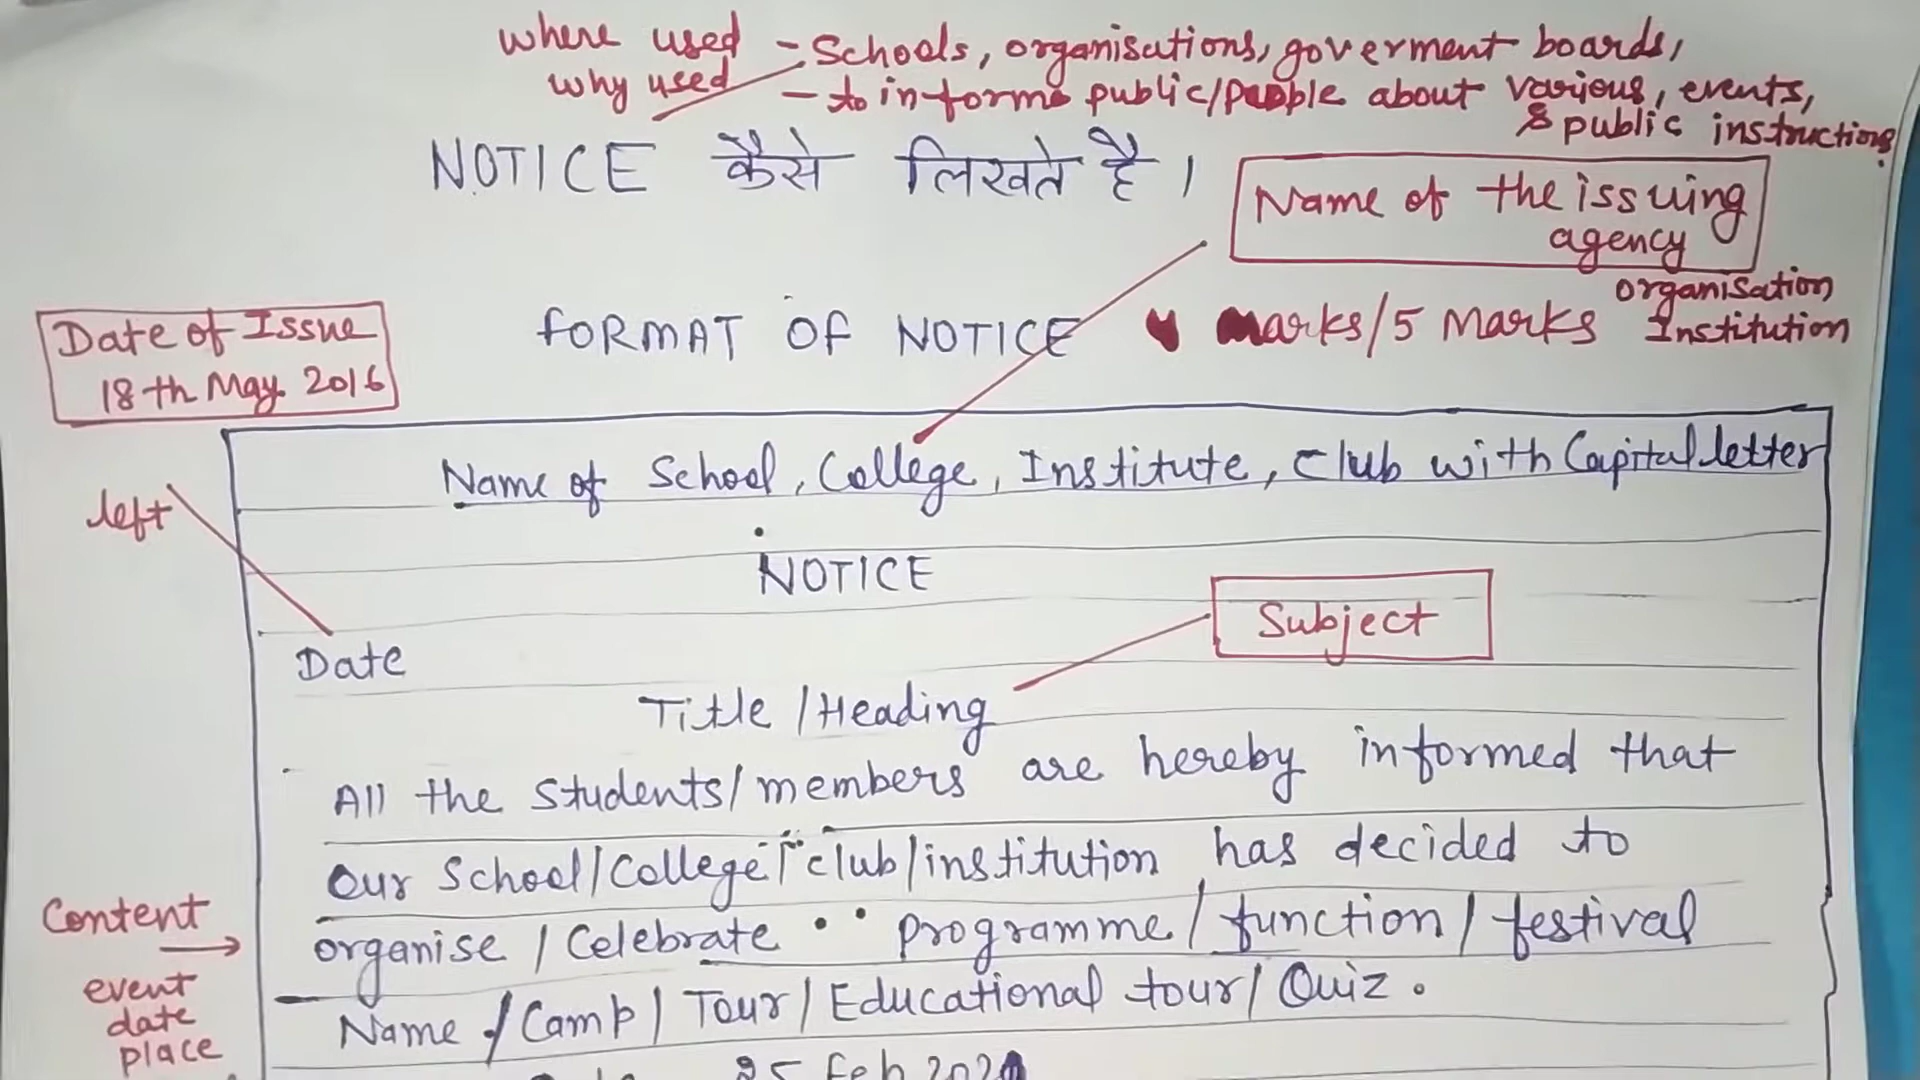 where used - Schools, organisations, goverment boards,
why used - to informs public/people about various, events,
& public instructions
NOTICE कैसे लिखते है ।
Name of the issuing
agency
organisation
Institution
Date of Issue
18th May 2016
FORMAT OF NOTICE marks/5 Marks
Name of School, College, Institute, Club with Capital letter
left
NOTICE
Subject
Date
Title / Heading
All the students/members are hereby informed that
Our School/College/club/institution has decided to
Content
organise / Celebrate .. programme/function/festival
event
date
place
Name / Camp / Tour / Educational tour / Quiz .
25 Feb